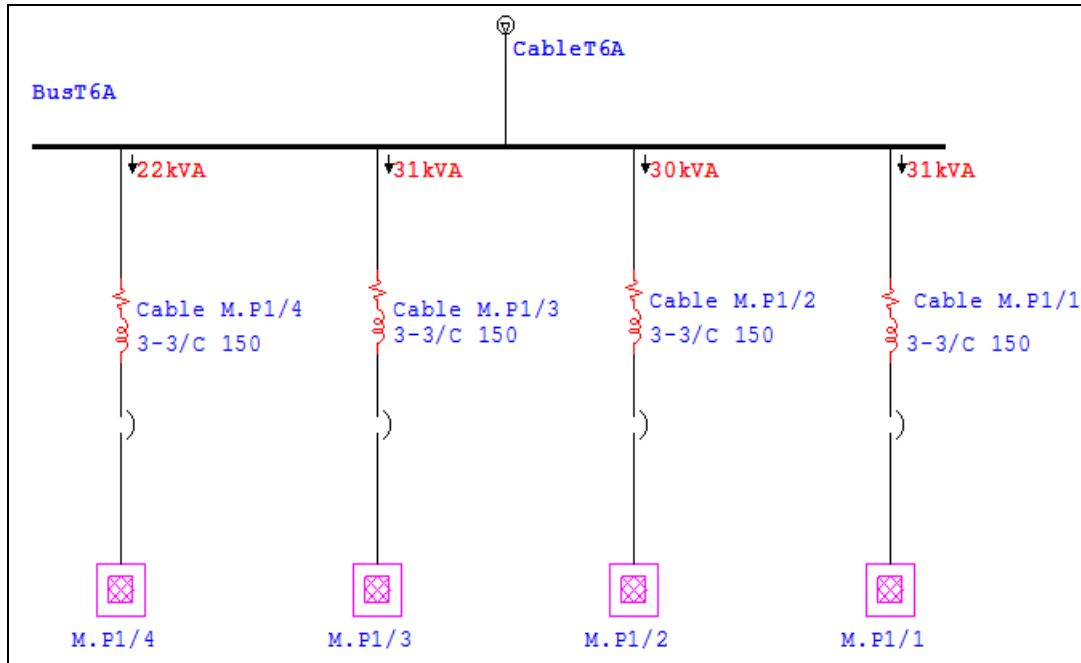 CableT6A
BusT6A
22kVA
31kVA
30kVA
31kVA
Cable M.P1/4
3-3/C 150
Cable M.P1/3
3-3/C 150
Cable M.P1/2
3-3/C 150
Cable M.P1/1
3-3/C 150
M.P1/4
M.P1/3
M.P1/2
M.P1/1